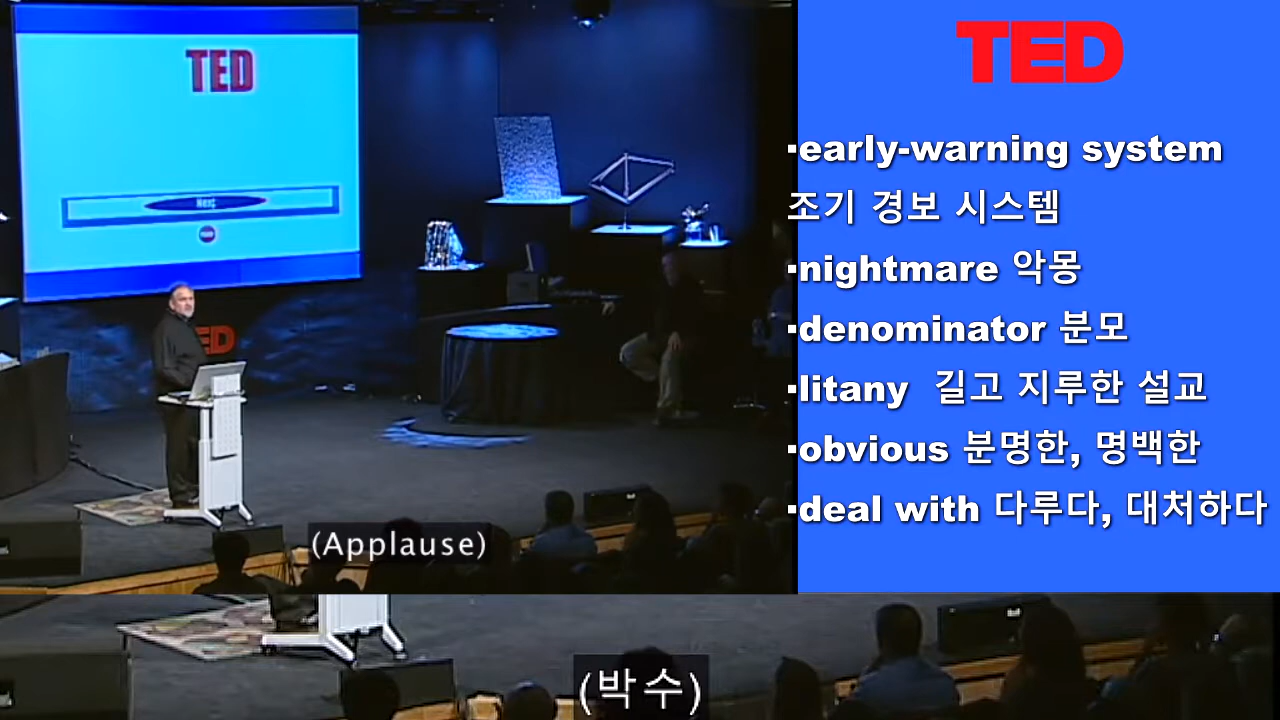 TED
Next
ED
(Applause)
TED
▪early-warning system
조기 경보 시스템
▪nightmare 악몽
▪denominator 분모
▪litany 길고 지루한 설교
▪obvious 분명한, 명백한
▪deal with 다루다, 대처하다
(박수)